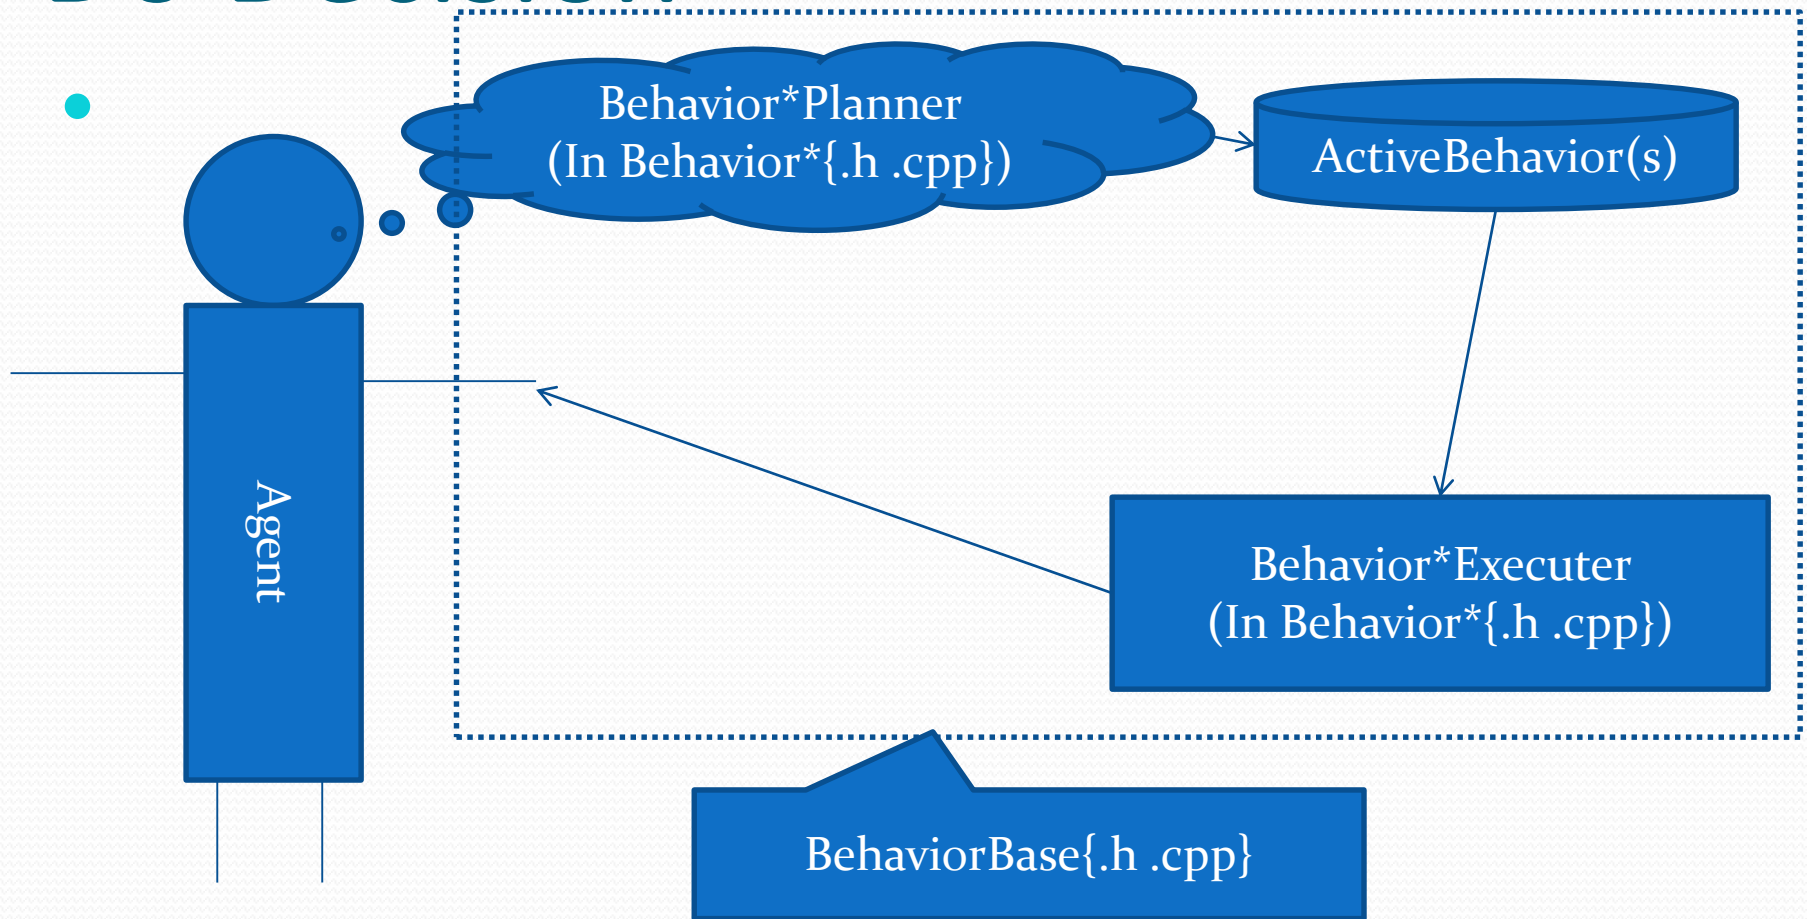 Behavior*Planner
(In Behavior*{.h .cpp})
ActiveBehavior(s)
Agent
Behavior*Executer
(In Behavior*{.h .cpp})
BehaviorBase{.h .cpp}